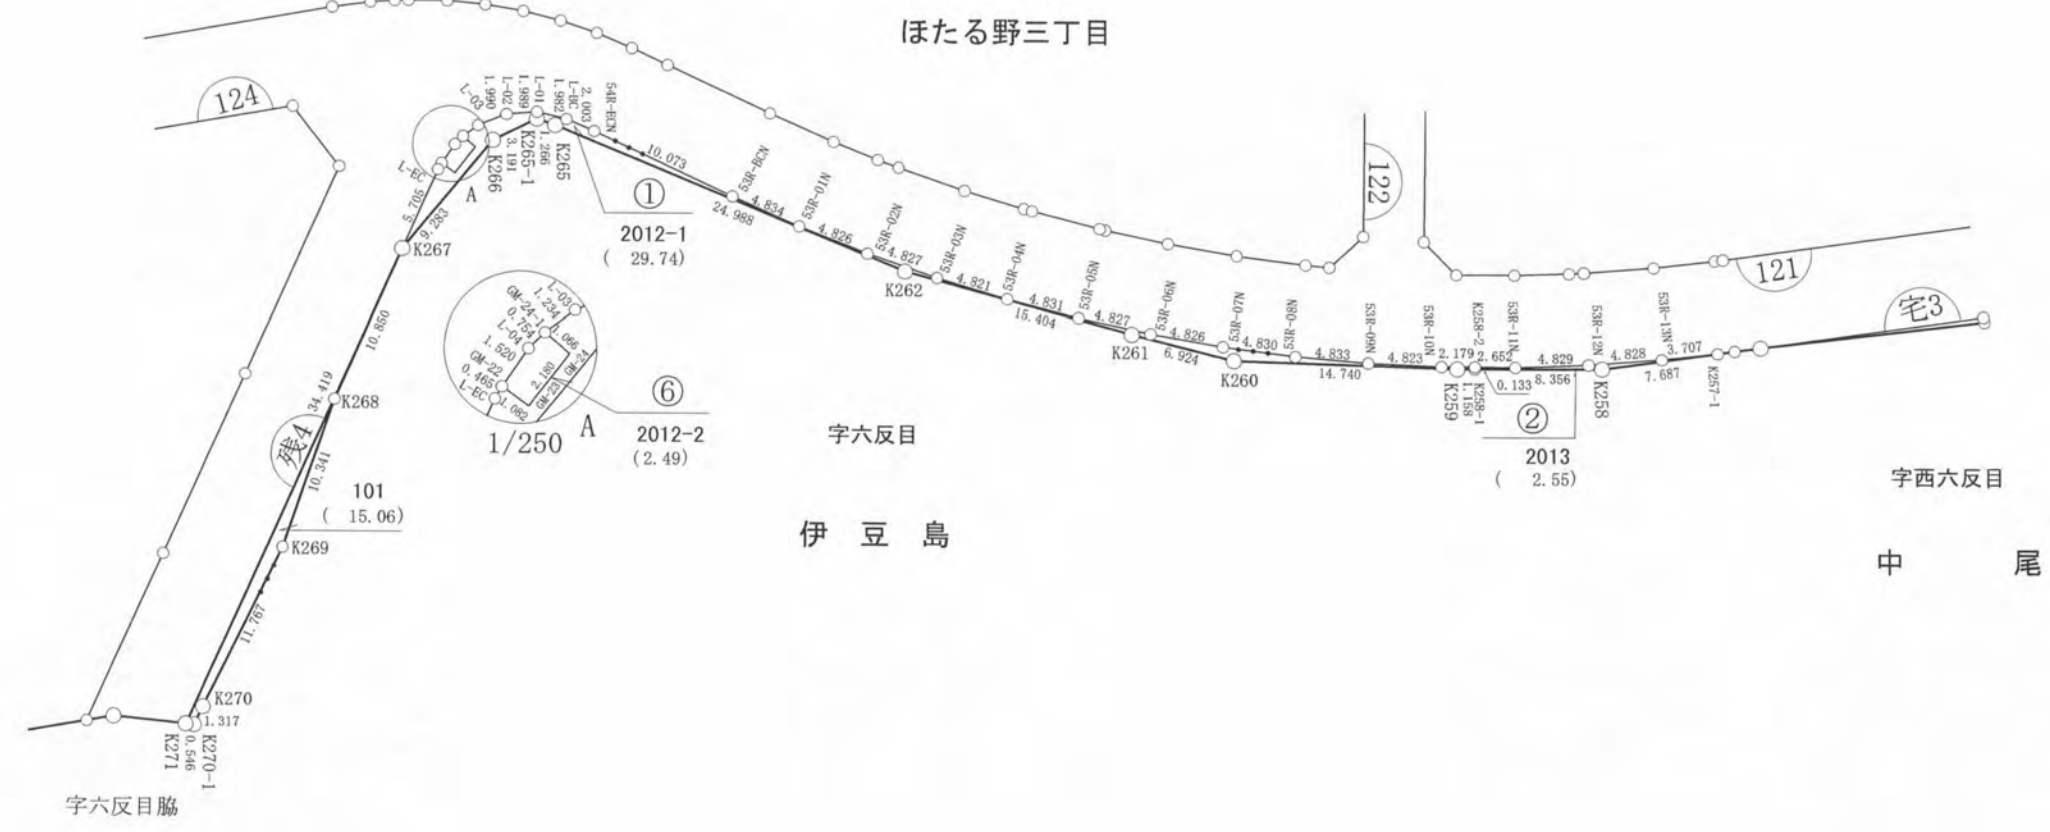 ほたる野三丁目
124
L-03
1.990
L-02
1.989
L-01
1.982
L-BC
2.003
54R-ECN
10.073
53R-BCN
4.834
53R-01N
24.988
4.826
53R-02N
4.827
53R-03N
4.821
53R-04N
4.831
53R-05N
15.404
4.827
53R-06N
4.826
53R-07N
4.830
53R-08N
4.833
53R-09N
4.823
53R-10N
2.179
K258-2
2.652
53R-11N
4.829
53R-12N
4.828
53R-13N
3.707
K257-1
7.687
122
121
宅3
L-EC
A
K266
3.191
K265-1
1.266
K265
①
2012-1
( 29.74)
5.705
9.283
K267
K262
K261
6.924
K260
14.740
K259
1.158
K258-1
0.133
8.356
K258
②
2013
( 2.55)
L-03
1.234
GM-24-1
0.754
L-04
1.520
GM-22
0.465
L-EC
1.066
GM-24
2.180
GM-23
1.082
1/250
A
⑥
2012-2
(2.49)
10.850
34.419
K268
残4
10.341
101
( 15.06)
K269
11.767
K270
1.317
K271
0.546
K270-1
字六反目
字西六反目
伊豆島
中尾
字六反目脇